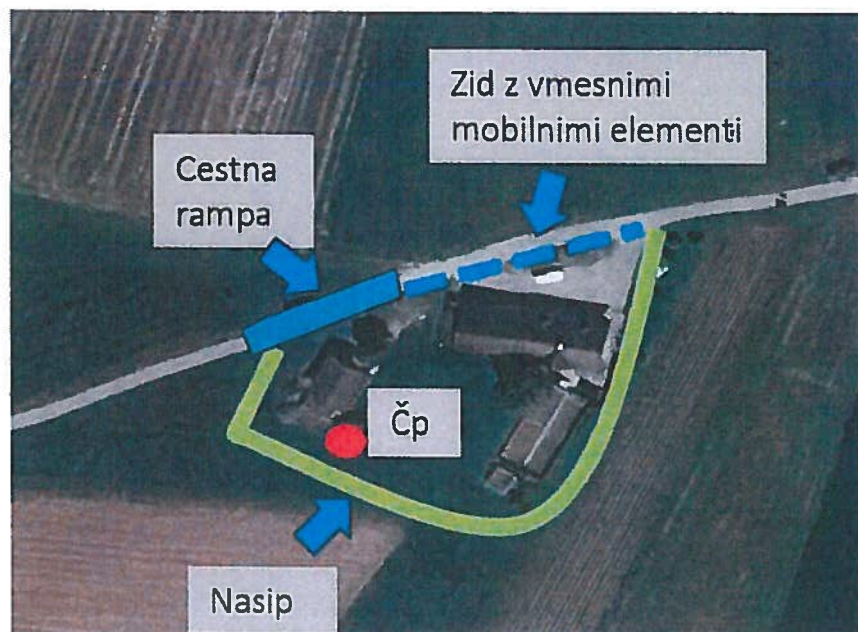 Zid z vmesnimi
mobilnimi elementi
Cestna
rampa
Čp
Nasip